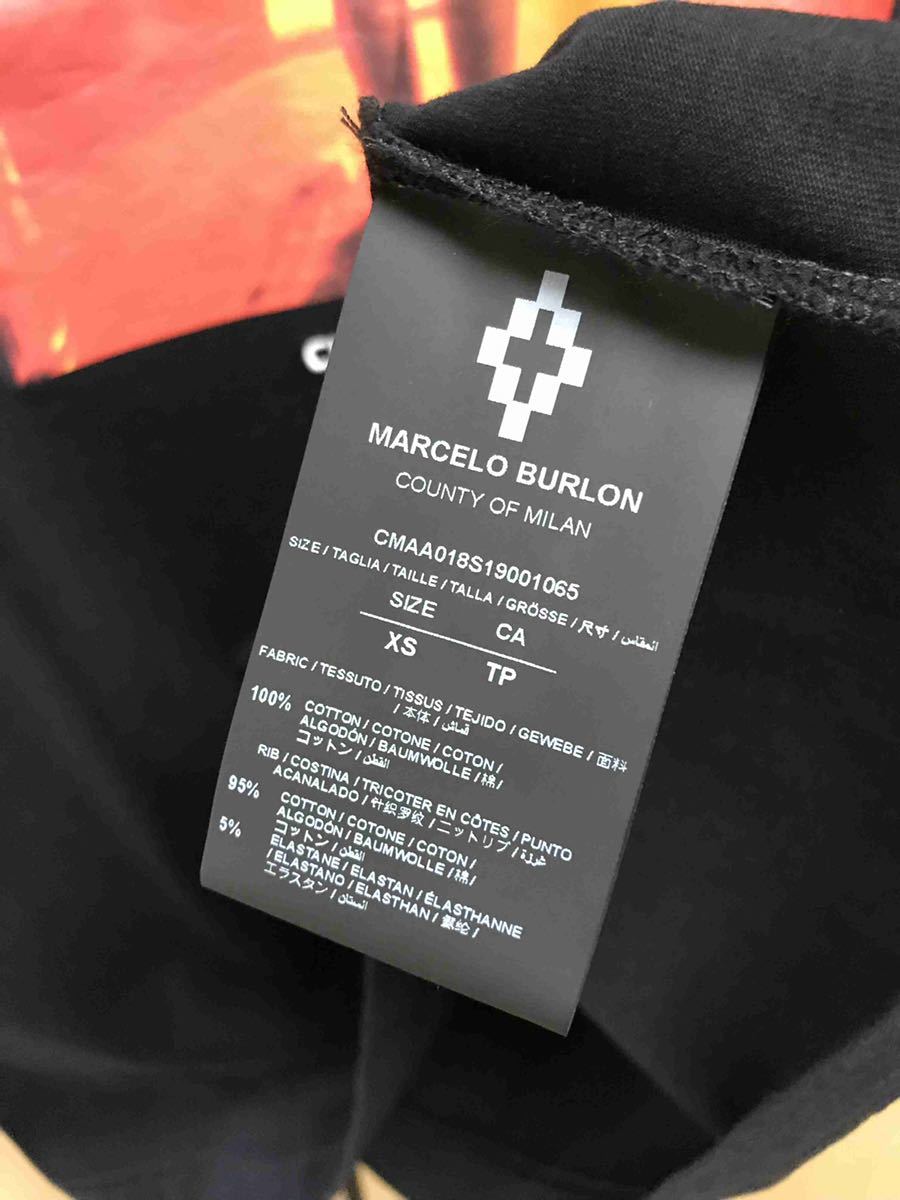 MARCELO BURLON
COUNTY OF MILAN
CMAA018S19001065
SIZE / TAGLIA / TAILLE / TALLA / GRÖSSE / 尺寸 / المقاس
SIZE CA
XS TP
FABRIC / TESSUTO / TISSUS / TEJIDO / GEWEBE / 面料
/ 本体 / قماش
100% COTTON / COTONE / COTON /
ALGODÓN / BAUMWOLLE / 棉 /
コットン / القطن
RIB / COSTINA / TRICOTER EN CÔTES / PUNTO
ACANALADO / 针织罗纹 / ニットリブ / غرزة
95% COTTON / COTONE / COTON /
ALGODÓN / BAUMWOLLE / 棉 /
コットン / القطن
5% ELASTANE / ELASTAN / ÉLASTHANNE
/ ELASTANO / ELASTHAN / 氨纶 /
エラスタン /